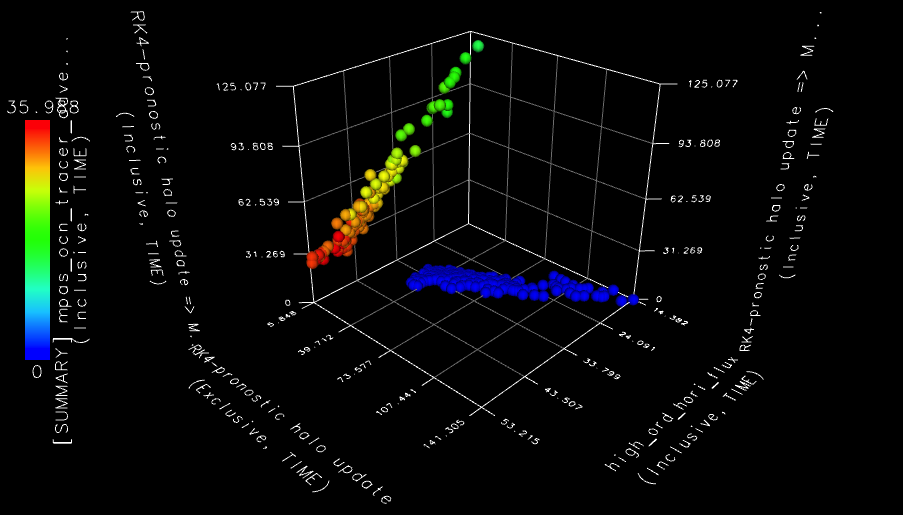 35.988
0
[SUMMARY] mpas_ocn_tracer_adve...
(Inclusive, TIME)
RK4-pronostic halo update => M...
(Inclusive, TIME)
125.077
93.808
62.539
31.269
0
5.848
39.712
73.577
107.441
141.305
RK4-pronostic halo update
(Exclusive, TIME)
125.077
93.808
62.539
31.269
0
14.382
24.091
33.799
43.507
53.215
high_ord_hori_flux
(Inclusive, TIME)
RK4-pronostic halo update => M...
(Inclusive, TIME)